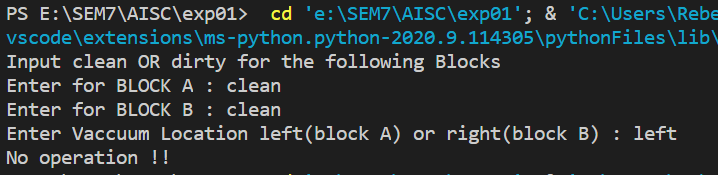 PS E:\SEM7\AISC\exp01>  cd 'e:\SEM7\AISC\exp01'; & 'C:\Users\Rebe
vscode\extensions\ms-python.python-2020.9.114305\pythonFiles\lib\
Input clean OR dirty for the following Blocks
Enter for BLOCK A : clean
Enter for BLOCK B : clean
Enter Vaccuum Location left(block A) or right(block B) : left
No operation !!